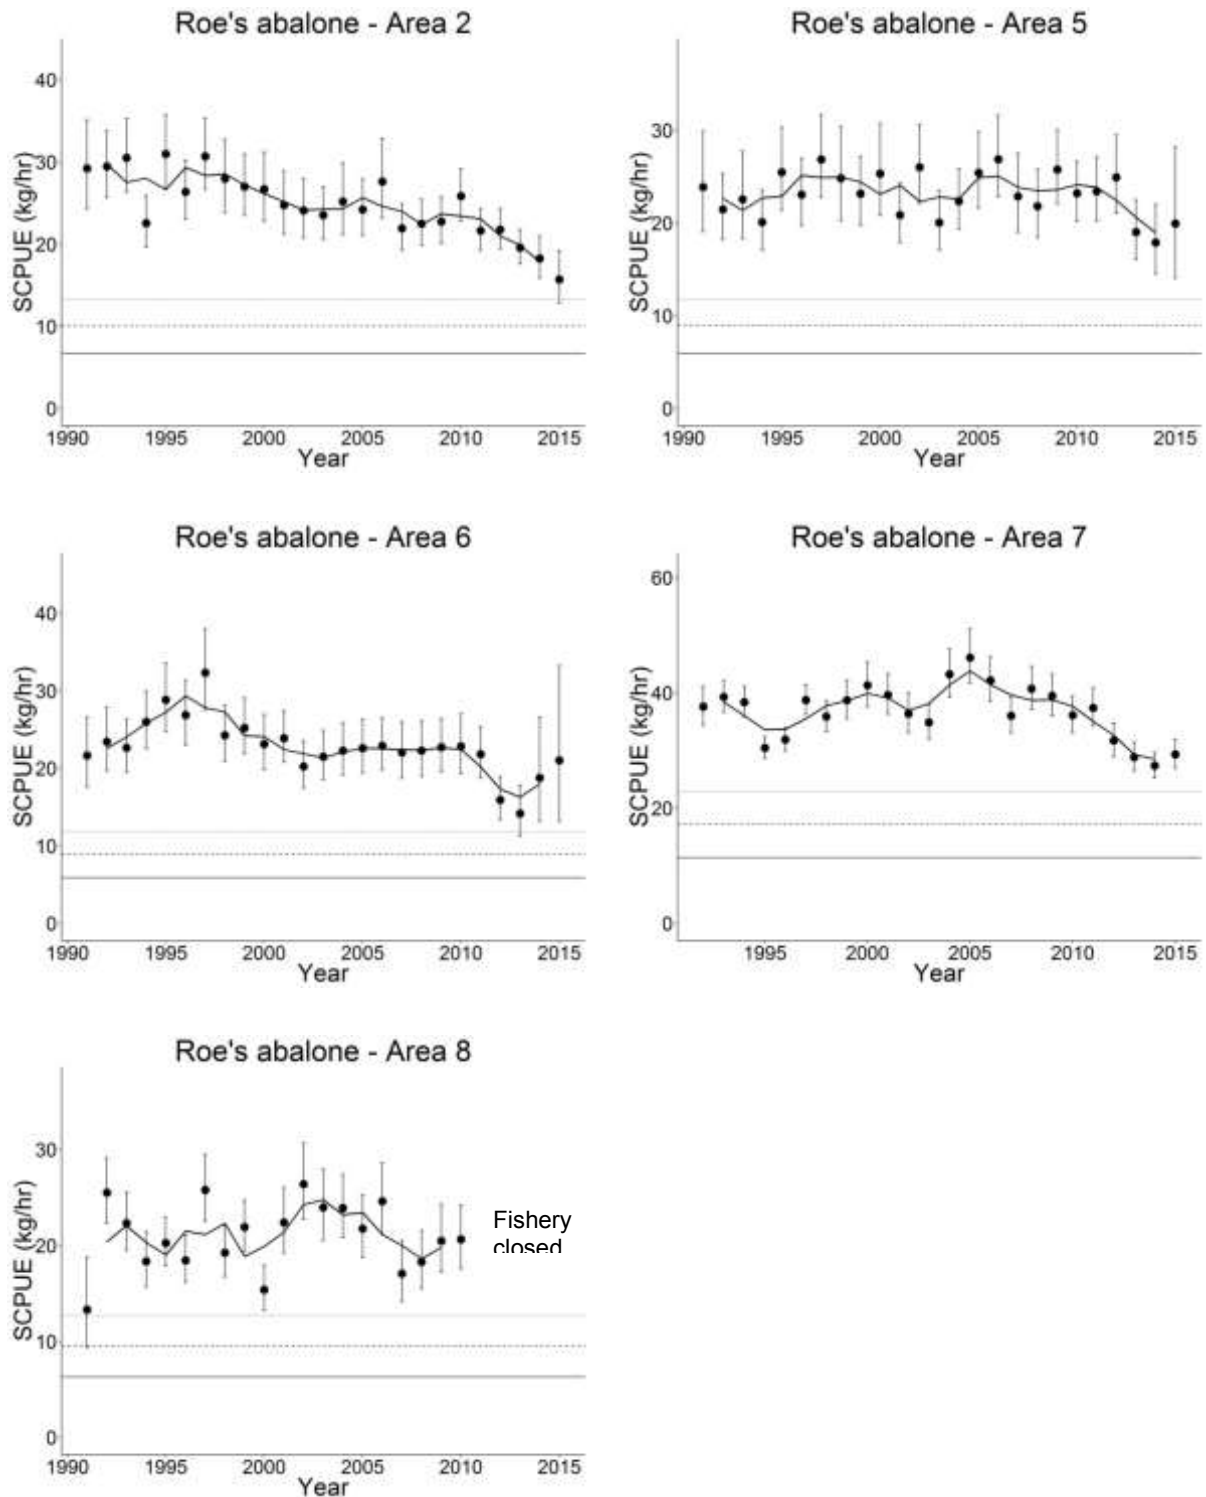 Roe's abalone - Area 2
SCPUE (kg/hr)
40
30
20
10
0
1990 1995 2000 2005 2010 2015
Year
Roe's abalone - Area 5
SCPUE (kg/hr)
30
20
10
0
1990 1995 2000 2005 2010 2015
Year
Roe's abalone - Area 6
SCPUE (kg/hr)
40
30
20
10
0
1990 1995 2000 2005 2010 2015
Year
Roe's abalone - Area 7
SCPUE (kg/hr)
60
40
20
0
1995 2000 2005 2010 2015
Year
Roe's abalone - Area 8
SCPUE (kg/hr)
30
20
10
0
Fishery
closed
1990 1995 2000 2005 2010 2015
Year